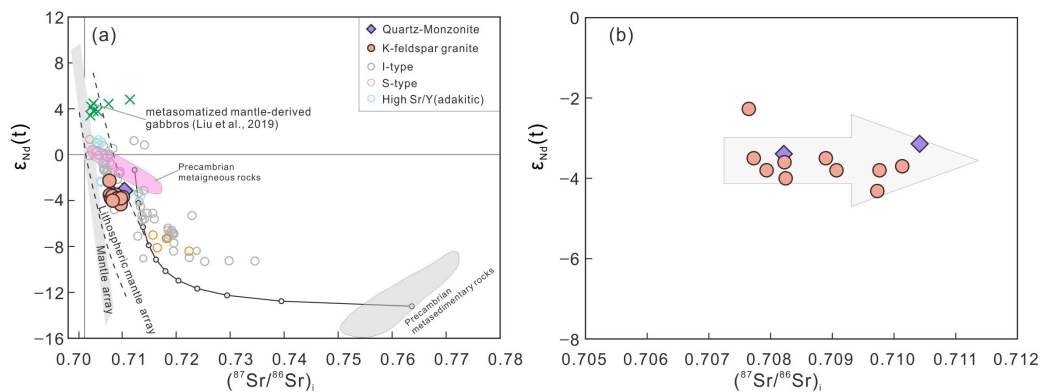 (a)
Quartz-Monzonite
K-feldspar granite
I-type
S-type
High Sr/Y(adakitic)
metasomatized mantle-derived
gabbros (Liu et al., 2019)
Precambrian
metaigneous rocks
Lithospheric mantle array
Mantle array
Precambrian
metasedimentary rocks
εNd(t)
12
8
4
0
−4
−8
−12
−16
0.70 0.71 0.72 0.73 0.74 0.75 0.76 0.77 0.78
(⁸⁷Sr/⁸⁶Sr)i
(b)
εNd(t)
0
−2
−4
−6
−8
0.705 0.706 0.707 0.708 0.709 0.710 0.711 0.712
(⁸⁷Sr/⁸⁶Sr)i